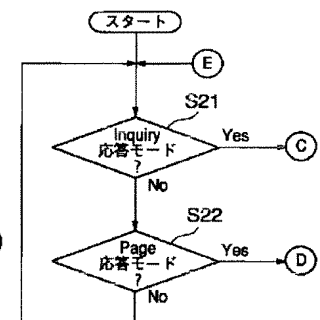 スタート
E
S21
Inquiry
応答モード
?
Yes
C
No
S22
Page
応答モード
?
Yes
D
No